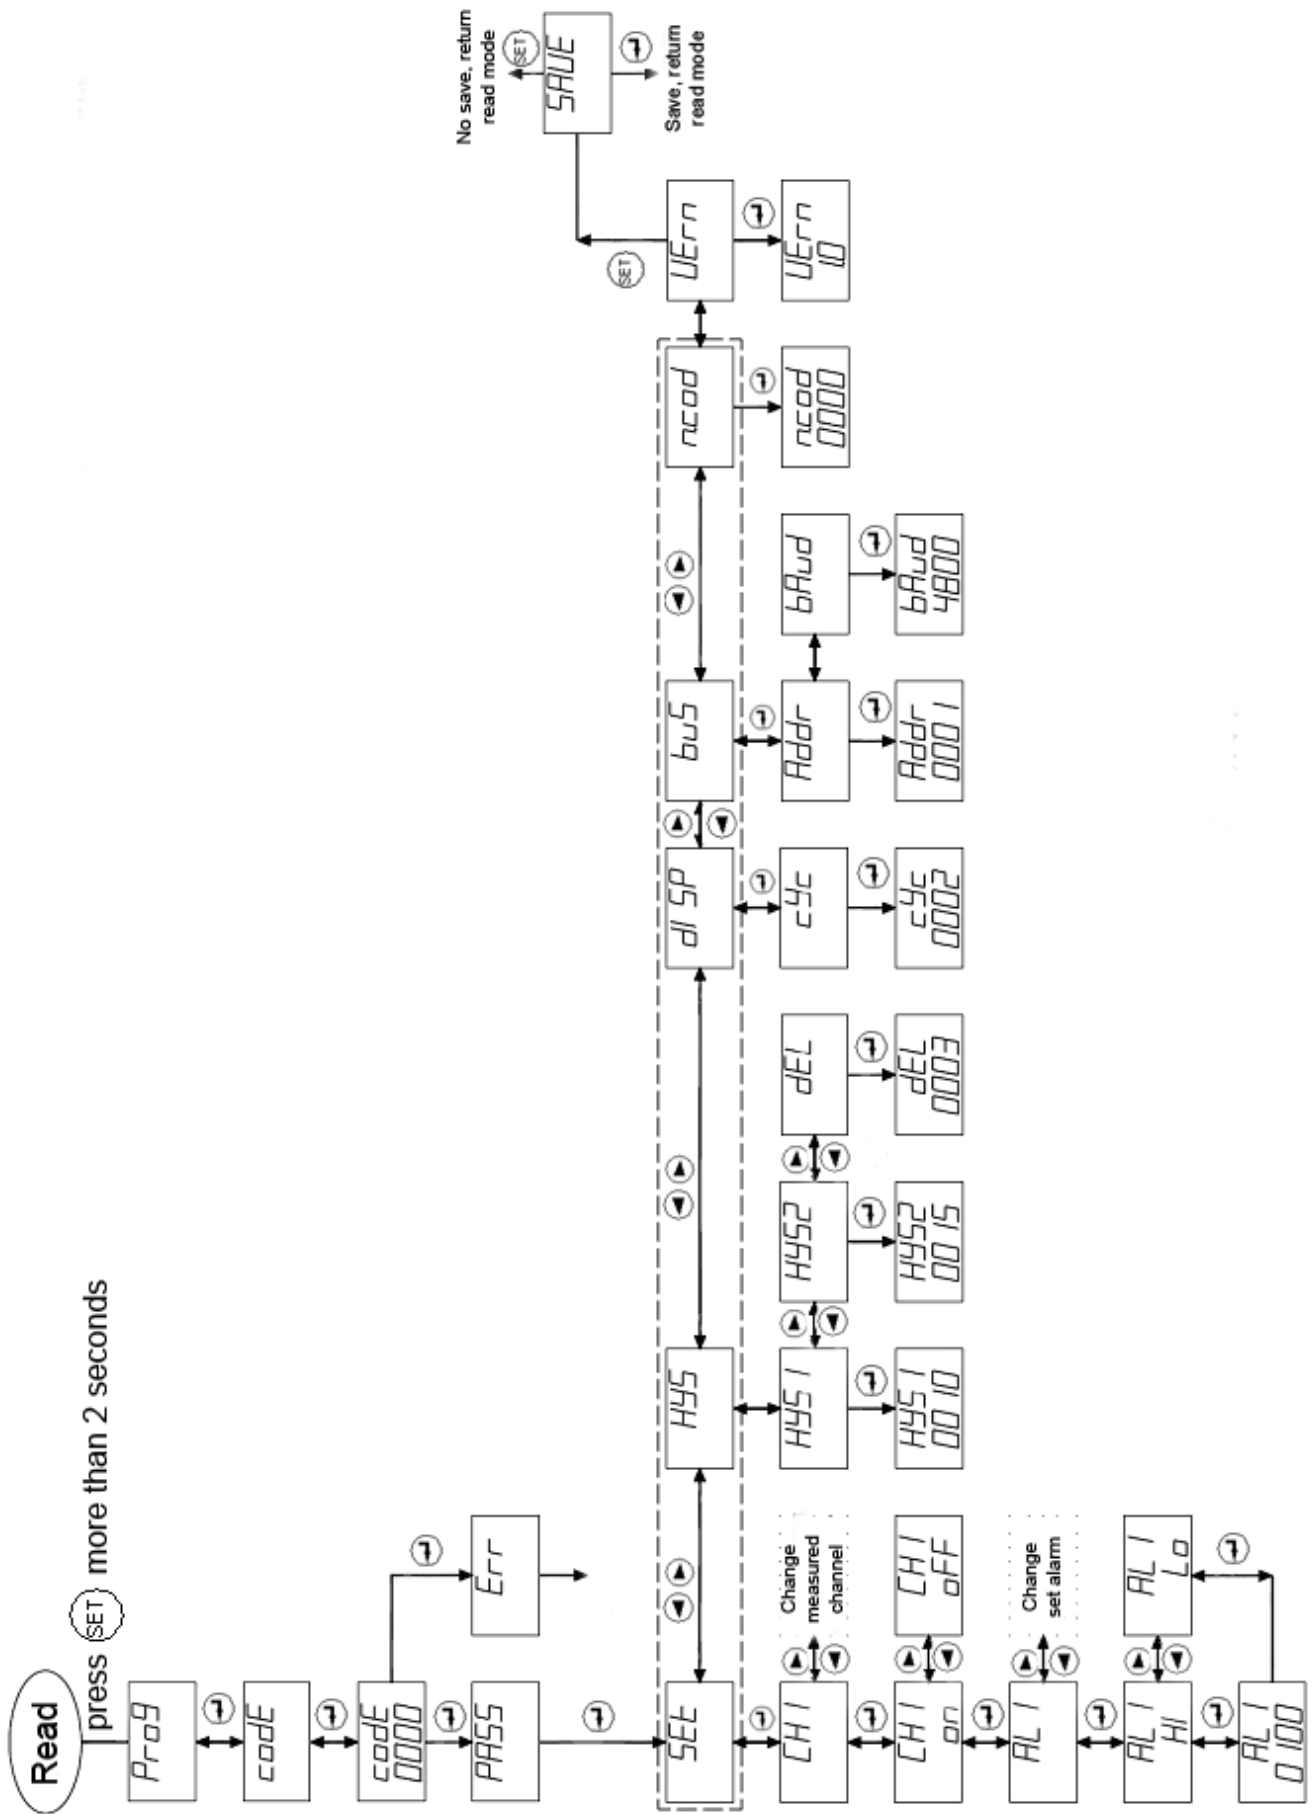 Read
press SET more than 2 seconds
Prog
codE
codE
0000
Err
PASS
No save, return
read mode
SET
SAVE
Save, return
read mode
SET
SEt
HYS
dISP
buS
ncod
VErn
CH1
Change
measured
channel
HYS1
HYS2
dEL
cYc
Addr
bAud
ncod
0000
VErn
10
CH1
on
CH1
oFF
HYS1
0010
HYS2
0015
dEL
0003
cYc
0002
Addr
0001
bAud
4800
AL1
Change
set alarm
AL1
HI
AL1
Lo
AL1
0100